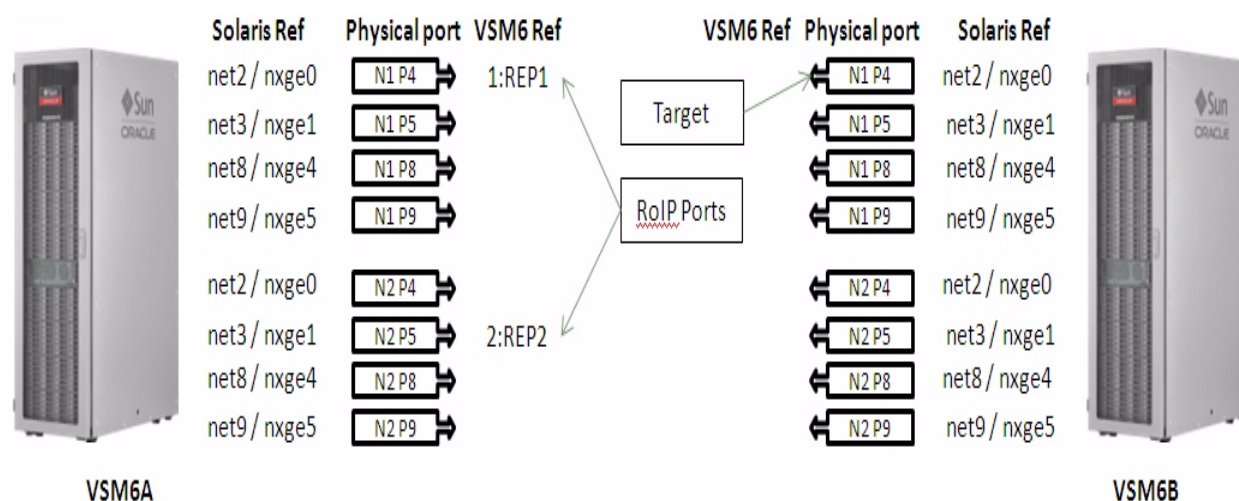 Solaris Ref Physical port VSM6 Ref VSM6 Ref Physical port Solaris Ref
net2 / nxge0 N1 P4 1:REP1 N1 P4 net2 / nxge0
Target
net3 / nxge1 N1 P5 N1 P5 net3 / nxge1
net8 / nxge4 N1 P8 N1 P8 net8 / nxge4
RoIP Ports
net9 / nxge5 N1 P9 N1 P9 net9 / nxge5
net2 / nxge0 N2 P4 N2 P4 net2 / nxge0
net3 / nxge1 N2 P5 2:REP2 N2 P5 net3 / nxge1
net8 / nxge4 N2 P8 N2 P8 net8 / nxge4
net9 / nxge5 N2 P9 N2 P9 net9 / nxge5
Sun
ORACLE
Sun
ORACLE
VSM6A VSM6B